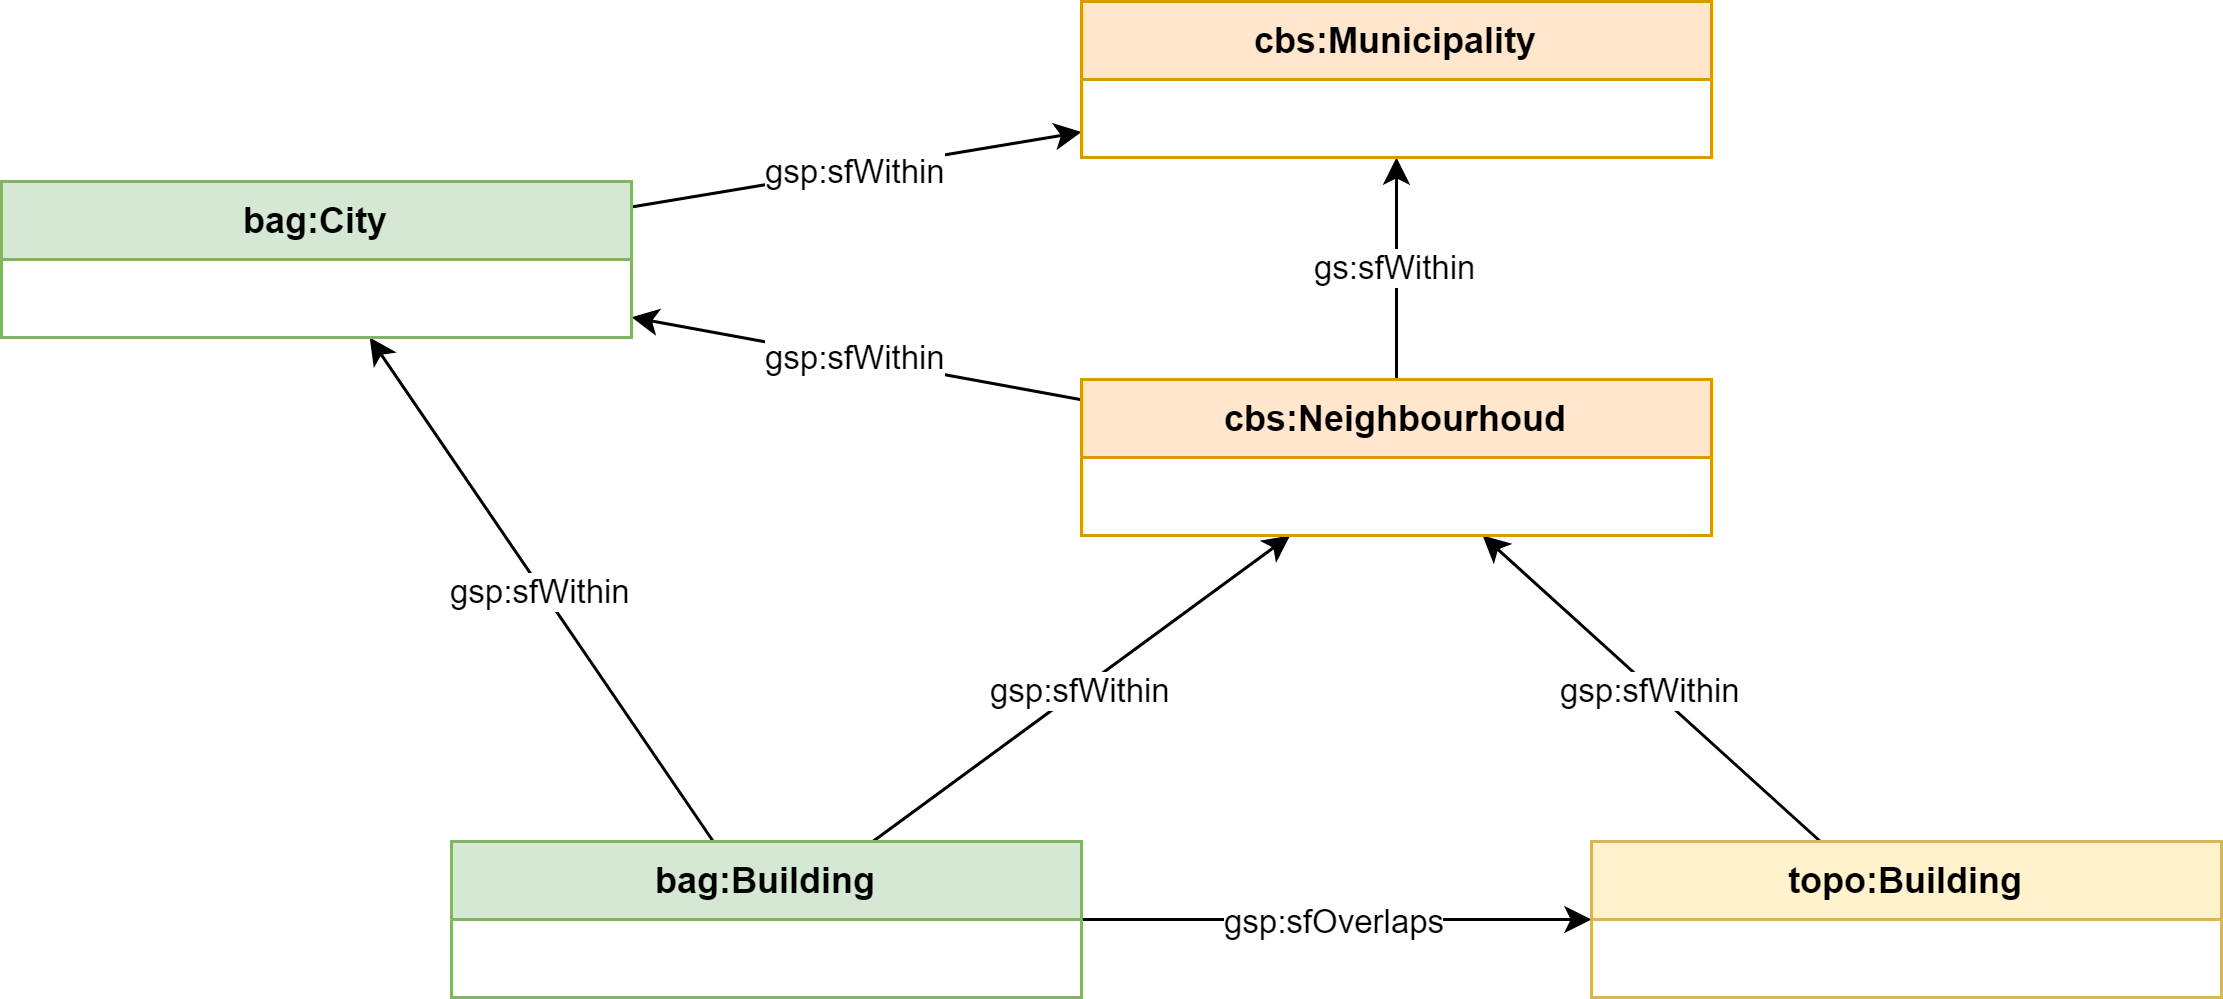 cbs:Municipality
gsp:sfWithin
bag:City
gs:sfWithin
gsp:sfWithin
cbs:Neighbourhoud
gsp:sfWithin
gsp:sfWithin
gsp:sfWithin
bag:Building
topo:Building
gsp:sfOverlaps